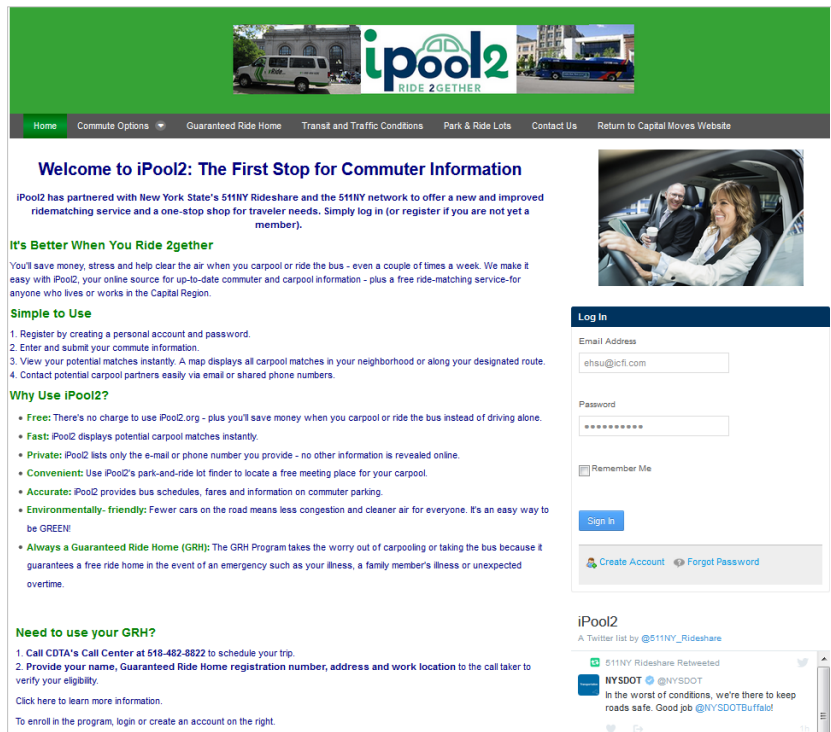 iPool2
RIDE 2GETHER
Home Commute Options Guaranteed Ride Home Transit and Traffic Conditions Park & Ride Lots Contact Us Return to Capital Moves Website
Welcome to iPool2: The First Stop for Commuter Information
iPool2 has partnered with New York State's 511NY Rideshare and the 511NY network to offer a new and improved
ridematching service and a one-stop shop for traveler needs. Simply log in (or register if you are not yet a
member).
It's Better When You Ride 2gether
You'll save money, stress and help clear the air when you carpool or ride the bus - even a couple of times a week. We make it
easy with iPool2, your online source for up-to-date commuter and carpool information - plus a free ride-matching service-for
anyone who lives or works in the Capital Region.
Simple to Use
1. Register by creating a personal account and password.
2. Enter and submit your commute information.
3. View your potential matches instantly. A map displays all carpool matches in your neighborhood or along your designated route.
4. Contact potential carpool partners easily via email or shared phone numbers.
Why Use iPool2?
• Free: There's no charge to use iPool2.org - plus you'll save money when you carpool or ride the bus instead of driving alone.
• Fast: iPool2 displays potential carpool matches instantly.
• Private: iPool2 lists only the e-mail or phone number you provide - no other information is revealed online.
• Convenient: Use iPool2's park-and-ride lot finder to locate a free meeting place for your carpool.
• Accurate: iPool2 provides bus schedules, fares and information on commuter parking.
• Environmentally- friendly: Fewer cars on the road means less congestion and cleaner air for everyone. It's an easy way to
be GREEN!
• Always a Guaranteed Ride Home (GRH): The GRH Program takes the worry out of carpooling or taking the bus because it
guarantees a free ride home in the event of an emergency such as your illness, a family member's illness or unexpected
overtime.
Need to use your GRH?
1. Call CDTA's Call Center at 518-482-8822 to schedule your trip.
2. Provide your name, Guaranteed Ride Home registration number, address and work location to the call taker to
verify your eligibility.
Click here to learn more information.
To enroll in the program, login or create an account on the right.
Log In
Email Address
ehsu@icfi.com
Password
••••••••••
Remember Me
Sign In
Create Account Forgot Password
iPool2
A Twitter list by @511NY_Rideshare
511NY Rideshare Retweeted
NYSDOT @NYSDOT
In the worst of conditions, we're there to keep
roads safe. Good job @NYSDOTBuffalo!